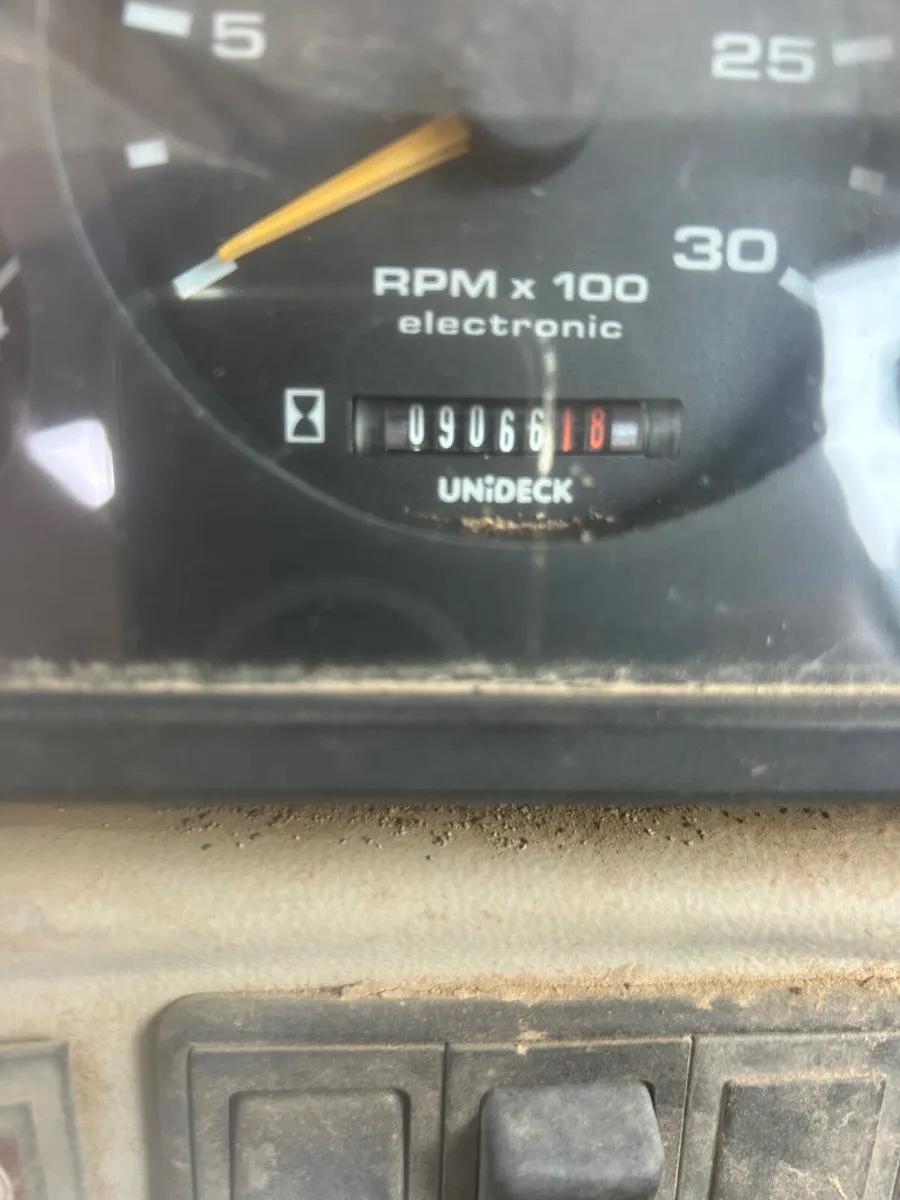 5
25
30
RPM x 100
electronic
0906618
UNiDECK